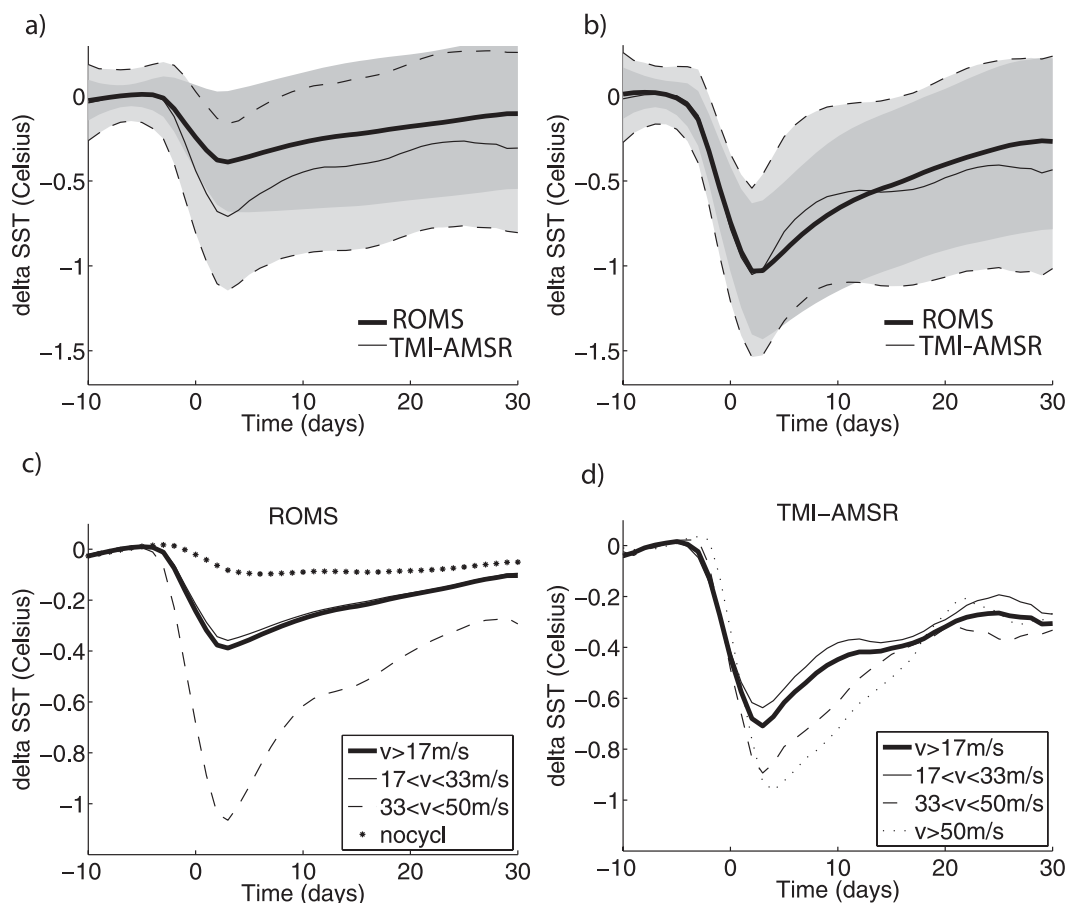 a)
0
−0.5
−1
−1.5
delta SST (Celsius)
ROMS
TMI-AMSR
−10 0 10 20 30
Time (days)
b)
0
−0.5
−1
−1.5
delta SST (Celsius)
ROMS
TMI-AMSR
−10 0 10 20 30
Time (days)
c)
ROMS
0
−0.2
−0.4
−0.6
−0.8
−1
delta SST (Celsius)
v>17m/s
17<v<33m/s
33<v<50m/s
nocycl
−10 0 10 20 30
Time (days)
d)
TMI−AMSR
0
−0.2
−0.4
−0.6
−0.8
−1
delta SST (Celsius)
v>17m/s
17<v<33m/s
33<v<50m/s
v>50m/s
−10 0 10 20 30
Time (days)